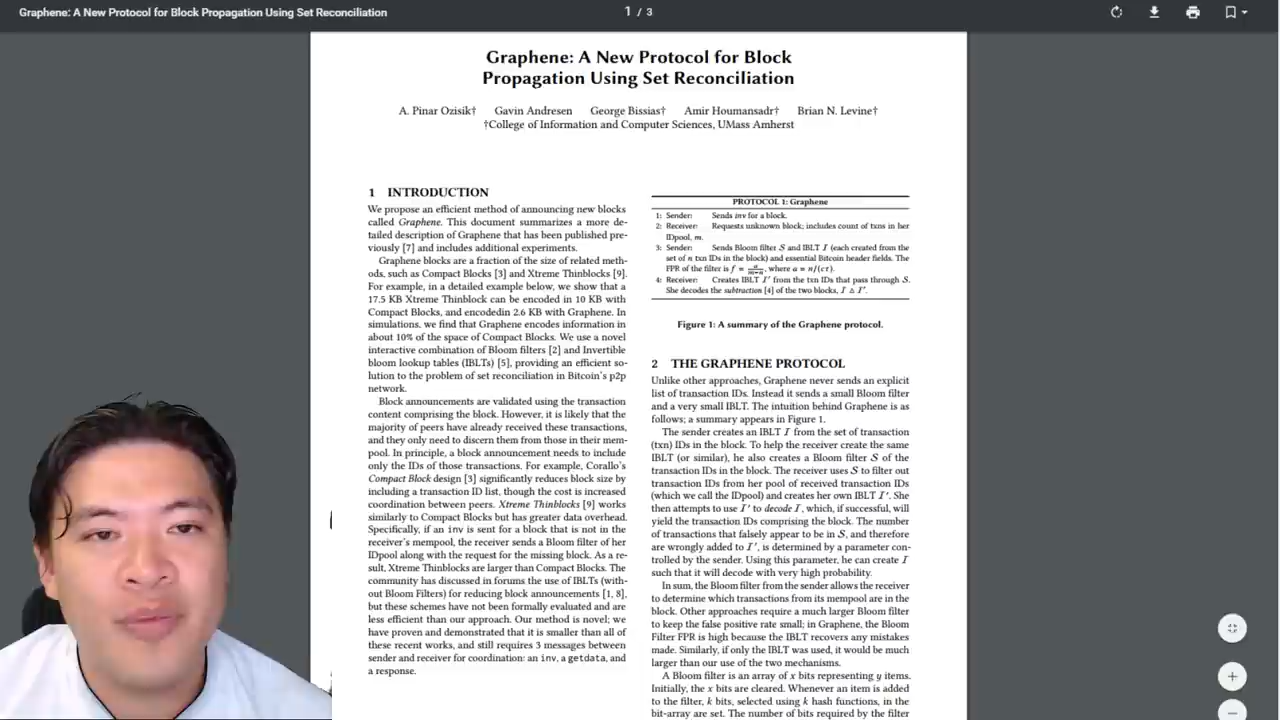 Graphene: A New Protocol for Block Propagation Using Set Reconciliation
1 / 3
Graphene: A New Protocol for Block
Propagation Using Set Reconciliation
A. Pinar Ozisik† Gavin Andresen George Bissias† Amir Houmansadr† Brian N. Levine†
†College of Information and Computer Sciences, UMass Amherst
1 INTRODUCTION
We propose an efficient method of announcing new blocks
called Graphene. This document summarizes a more de-
tailed description of Graphene that has been published pre-
viously [7] and includes additional experiments.
Graphene blocks are a fraction of the size of related meth-
ods, such as Compact Blocks [3] and Xtreme Thinblocks [9].
For example, in a detailed example below, we show that a
17.5 KB Xtreme Thinblock can be encoded in 10 KB with
Compact Blocks, and encodedin 2.6 KB with Graphene. In
simulations, we find that Graphene encodes information in
about 10% of the space of Compact Blocks. We use a novel
interactive combination of Bloom filters [2] and Invertible
bloom lookup tables (IBLTs) [5], providing an efficient so-
lution to the problem of set reconciliation in Bitcoin's p2p
network.
Block announcements are validated using the transaction
content comprising the block. However, it is likely that the
majority of peers have already received these transactions,
and they only need to discern them from those in their mem-
pool. In principle, a block announcement needs to include
only the IDs of those transactions. For example, Corallo's
Compact Block design [3] significantly reduces block size by
including a transaction ID list, though the cost is increased
coordination between peers. Xtreme Thinblocks [9] works
similarly to Compact Blocks but has greater data overhead.
Specifically, if an inv is sent for a block that is not in the
receiver's mempool, the receiver sends a Bloom filter of her
IDpool along with the request for the missing block. As a re-
sult, Xtreme Thinblocks are larger than Compact Blocks. The
community has discussed in forums the use of IBLTs (with-
out Bloom Filters) for reducing block announcements [1, 8],
but these schemes have not been formally evaluated and are
less efficient than our approach. Our method is novel; we
have proven and demonstrated that it is smaller than all of
these recent works, and still requires 3 messages between
sender and receiver for coordination: an inv, a getdata, and
a response.
PROTOCOL 1: Graphene
1: Sender: Sends inv for a block.
2: Receiver: Requests unknown block; includes count of txns in her
IDpool, m.
3: Sender: Sends Bloom filter S and IBLT I (each created from the
set of n txn IDs in the block) and essential Bitcoin header fields. The
FPR of the filter is f = a/(m−n), where a = n/(cτ).
4: Receiver: Creates IBLT I′ from the txn IDs that pass through S.
She decodes the subtraction [4] of the two blocks, I △ I′.
Figure 1: A summary of the Graphene protocol.
2 THE GRAPHENE PROTOCOL
Unlike other approaches, Graphene never sends an explicit
list of transaction IDs. Instead it sends a small Bloom filter
and a very small IBLT. The intuition behind Graphene is as
follows; a summary appears in Figure 1.
The sender creates an IBLT I from the set of transaction
(txn) IDs in the block. To help the receiver create the same
IBLT (or similar), he also creates a Bloom filter S of the
transaction IDs in the block. The receiver uses S to filter out
transaction IDs from her pool of received transaction IDs
(which we call the IDpool) and creates her own IBLT I′. She
then attempts to use I′ to decode I, which, if successful, will
yield the transaction IDs comprising the block. The number
of transactions that falsely appear to be in S, and therefore
are wrongly added to I′, is determined by a parameter con-
trolled by the sender. Using this parameter, he can create I
such that it will decode with very high probability.
In sum, the Bloom filter from the sender allows the receiver
to determine which transactions from its mempool are in the
block. Other approaches require a much larger Bloom filter
to keep the false positive rate small; in Graphene, the Bloom
Filter FPR is high because the IBLT recovers any mistakes
made. Similarly, if only the IBLT was used, it would be much
larger than our use of the two mechanisms.
A Bloom filter is an array of x bits representing y items.
Initially, the x bits are cleared. Whenever an item is added
to the filter, k bits, selected using k hash functions, in the
bit-array are set. The number of bits required by the filter